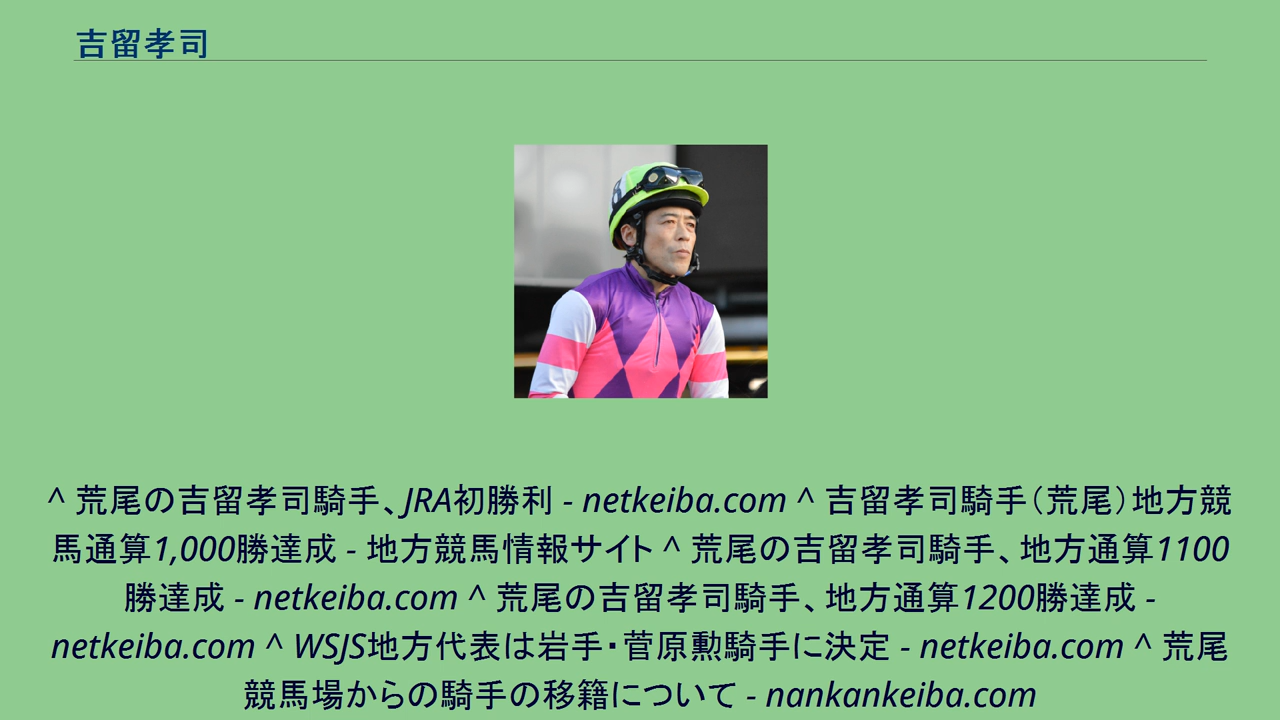 吉留孝司
^ 荒尾の吉留孝司騎手、JRA初勝利 - netkeiba.com ^ 吉留孝司騎手（荒尾）地方競
馬通算1,000勝達成 - 地方競馬情報サイト ^ 荒尾の吉留孝司騎手、地方通算1100
勝達成 - netkeiba.com ^ 荒尾の吉留孝司騎手、地方通算1200勝達成 -
netkeiba.com ^ WSJS地方代表は岩手・菅原勲騎手に決定 - netkeiba.com ^ 荒尾
競馬場からの騎手の移籍について - nankankeiba.com